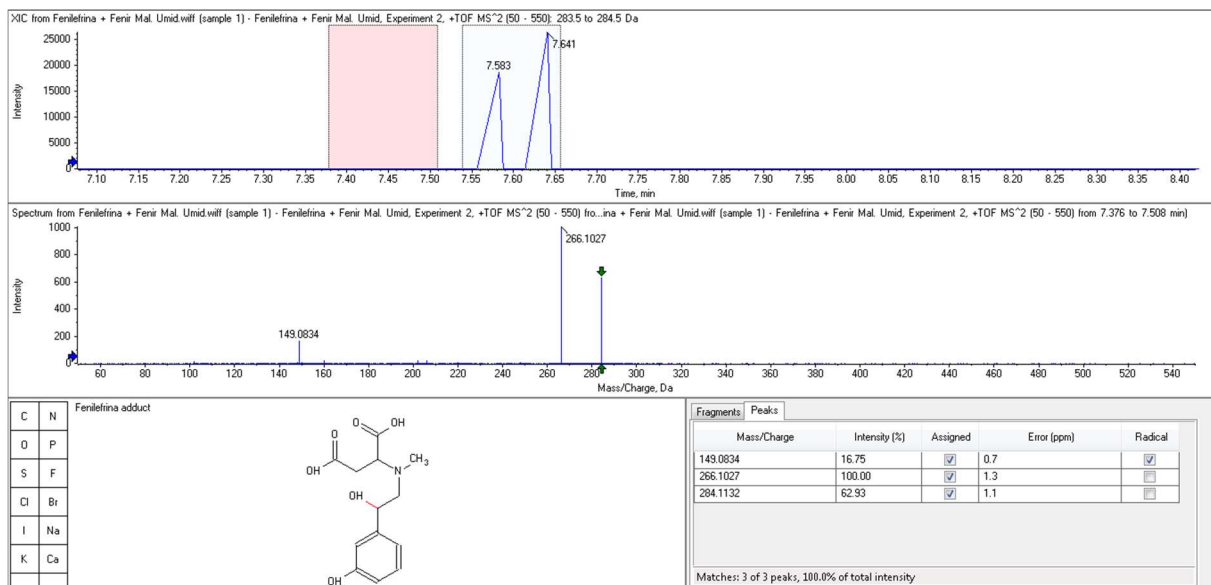 XIC from Fenilefrina + Fenir Mal. Umid.wiff (sample 1) - Fenilefrina + Fenir Mal. Umid, Experiment 2, +TOF MS^2 (50 - 550): 283.5 to 284.5 Da
Intensity
25000
20000
15000
10000
5000
0
7.583
7.641
7.10 7.15 7.20 7.25 7.30 7.35 7.40 7.45 7.50 7.55 7.60 7.65 7.70 7.75 7.80 7.85 7.90 7.95 8.00 8.05 8.10 8.15 8.20 8.25 8.30 8.35 8.40
Time, min
Spectrum from Fenilefrina + Fenir Mal. Umid.wiff (sample 1) - Fenilefrina + Fenir Mal. Umid, Experiment 2, +TOF MS^2 (50 - 550) fro...ina + Fenir Mal. Umid, Experiment 2, +TOF MS^2 (50 - 550) from 7.376 to 7.508 min)
Intensity
1000
800
600
400
200
0
149.0834
266.1027
60 80 100 120 140 160 180 200 220 240 260 280 300 320 340 360 380 400 420 440 460 480 500 520 540
Mass/Charge, Da
C N
O P
S F
Cl Br
I Na
K Ca
Fenilefrina adduct
O
OH
O
OH
N
CH3
OH
OH
Fragments Peaks
Mass/Charge Intensity (%) Assigned Error (ppm) Radical
149.0834 16.75 0.7
266.1027 100.00 1.3
284.1132 62.93 1.1
Matches: 3 of 3 peaks, 100.0% of total intensity